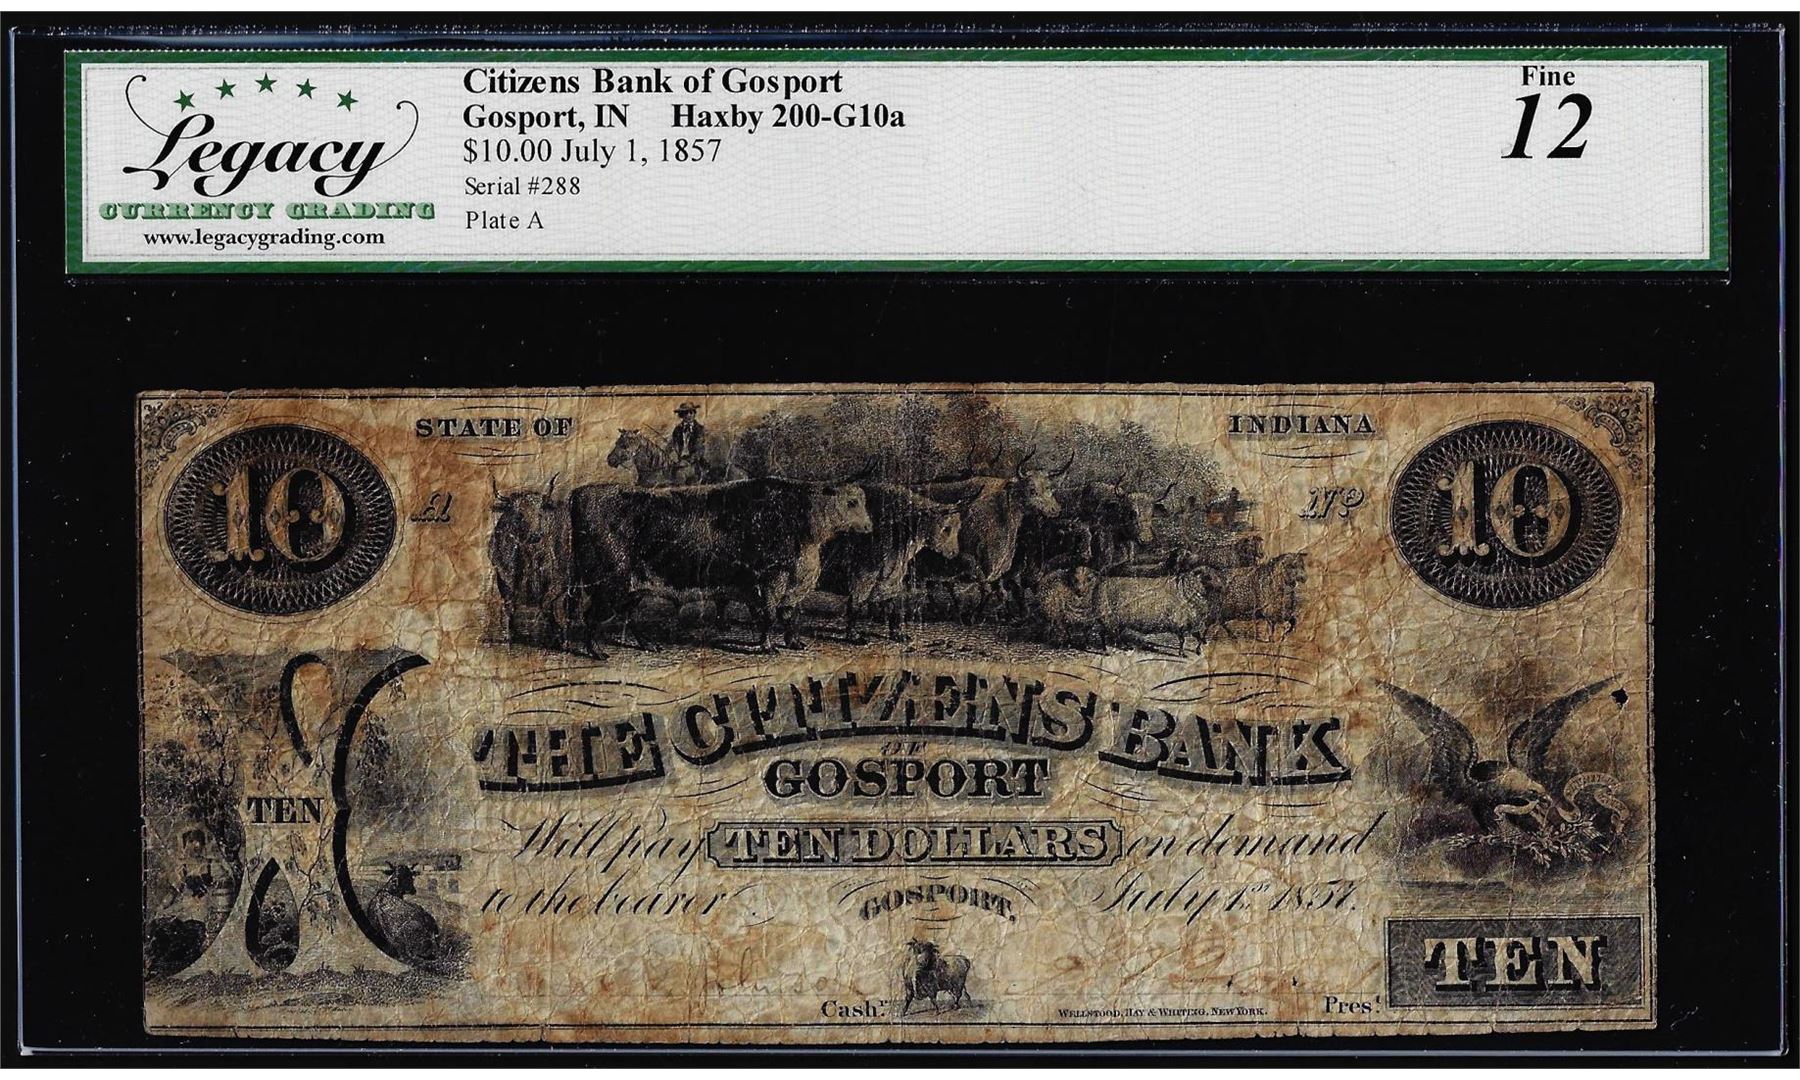 Legacy
CURRENCY GRADING
www.legacygrading.com
Citizens Bank of Gosport
Gosport, IN Haxby 200-G10a
$10.00 July 1, 1857
Serial #288
Plate A
Fine
12
STATE OF
INDIANA
10
A
No
10
THE CITIZENS BANK
OF
GOSPORT
TEN
Will pay TEN DOLLARS on demand
to the bearer GOSPORT, July 1st 1857.
TEN
Cashr.
WELLSTOOD, HAY & WHITING, NEW YORK.
Prest.